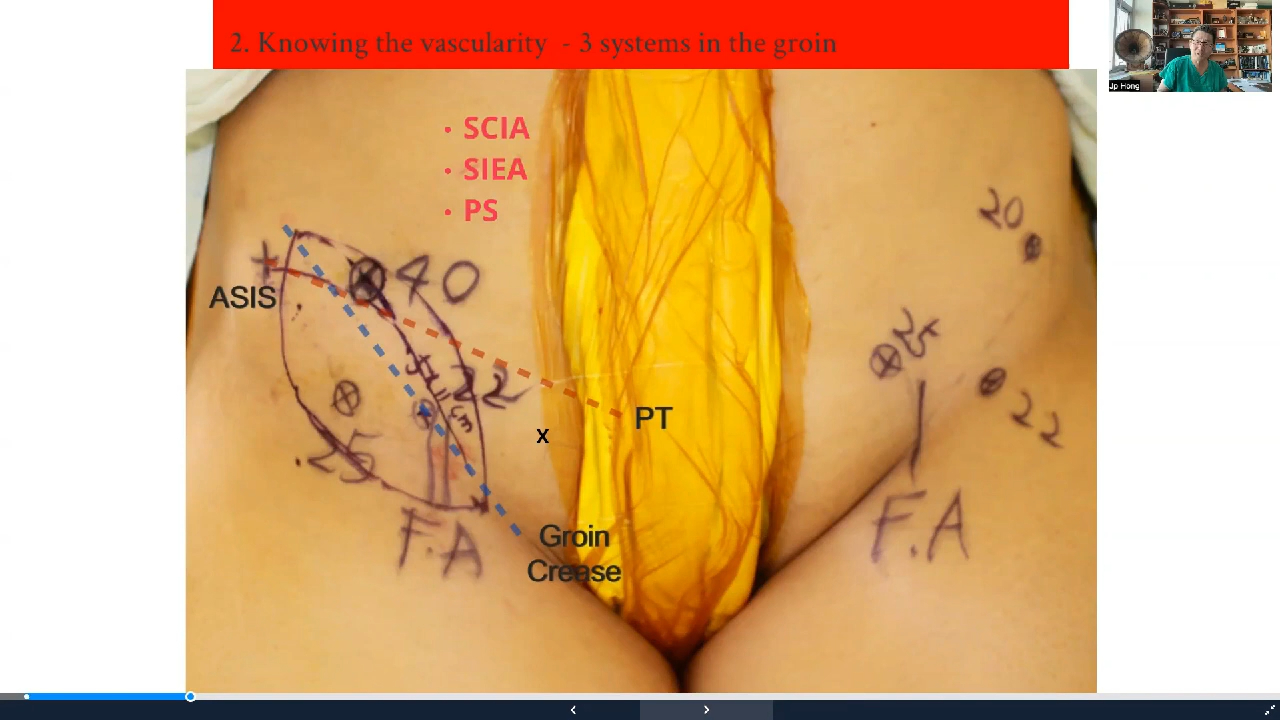 2. Knowing the vascularity - 3 systems in the groin
Jp Hong
• SCIA
• SIEA
• PS
20
+
40
ASIS
25
22
cm
PT
22
x
.25
F.A
F.A
Groin
Crease